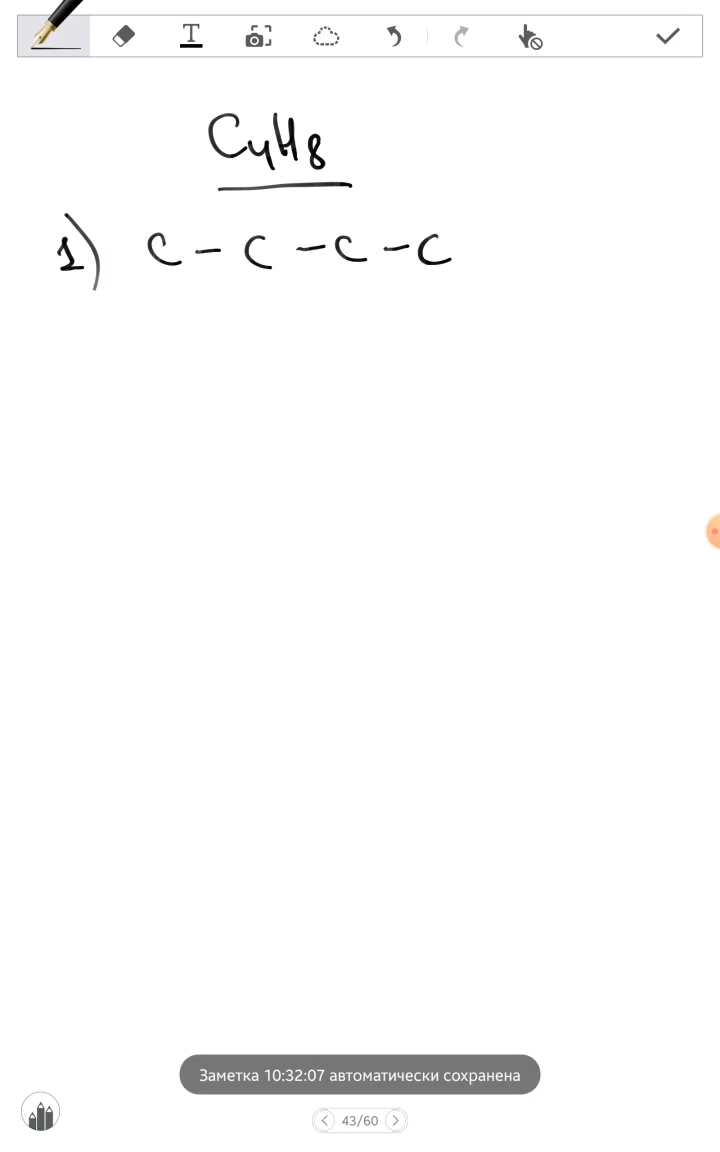 T
C4H8
1) C - C - C - C
Заметка 10:32:07 автоматически сохранена
43/60